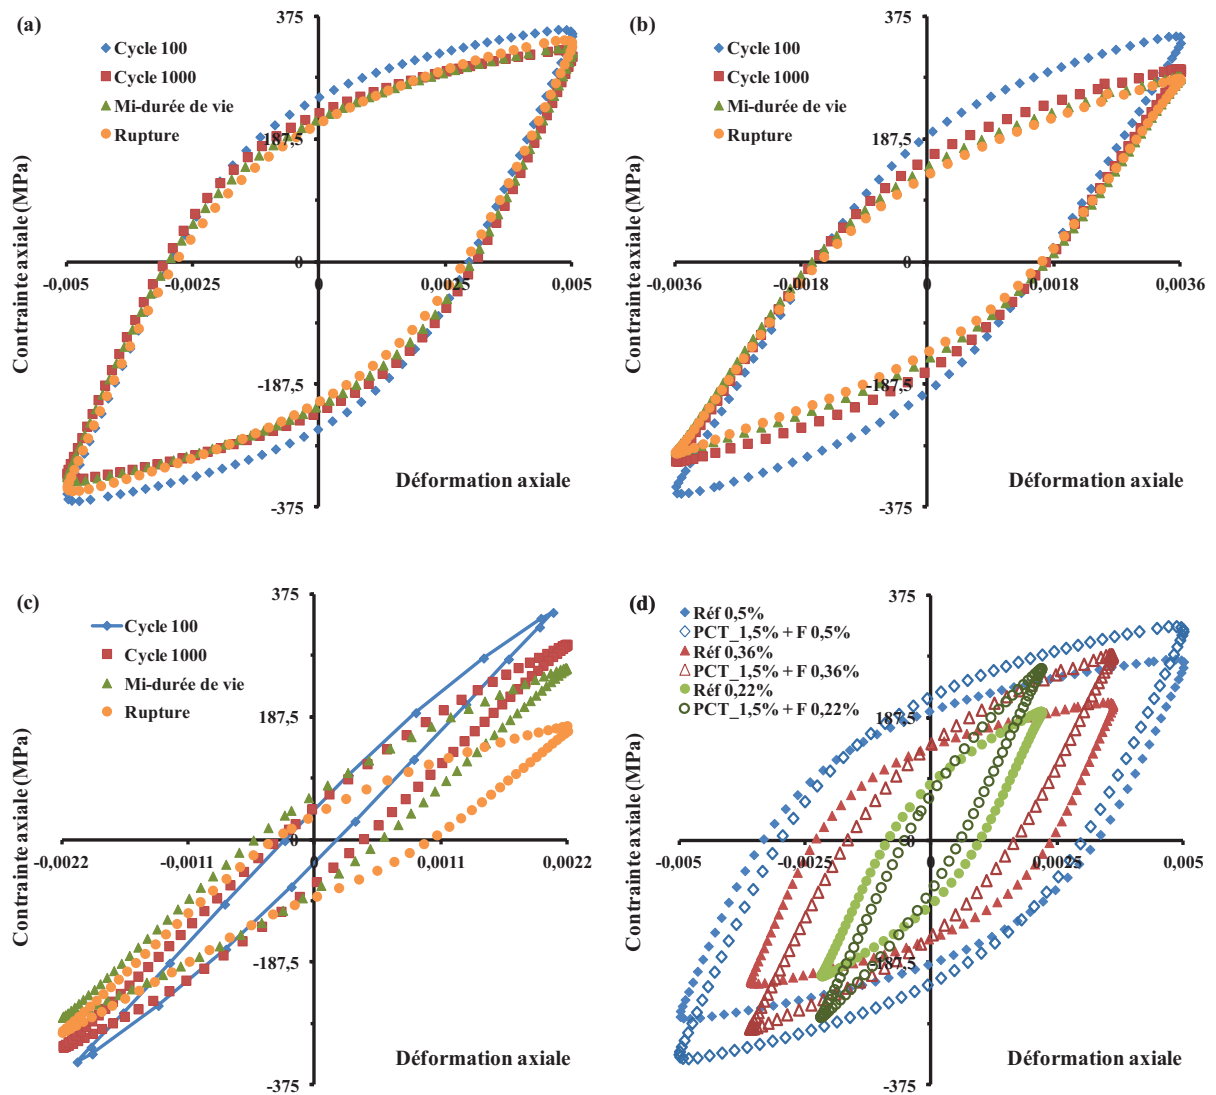 (a)
375
Cycle 100
Cycle 1000
Mi-durée de vie
Rupture
187,5
0
-0,005
-0,0025
0
0,0025
0,005
-187,5
-375
Contrainte axiale (MPa)
Déformation axiale
(b)
375
Cycle 100
Cycle 1000
Mi-durée de vie
Rupture
187,5
0
-0,0036
-0,0018
0
0,0018
0,0036
-187,5
-375
Contrainte axiale (MPa)
Déformation axiale
(c)
375
Cycle 100
Cycle 1000
Mi-durée de vie
Rupture
187,5
0
-0,0022
-0,0011
0
0,0011
0,0022
-187,5
-375
Contrainte axiale (MPa)
Déformation axiale
(d)
375
Réf 0,5%
PCT_1,5% + F 0,5%
Réf 0,36%
PCT_1,5% + F 0,36%
Réf 0,22%
PCT_1,5% + F 0,22%
187,5
0
-0,005
-0,0025
0
0,0025
0,005
-187,5
-375
Contrainte axiale (MPa)
Déformation axiale